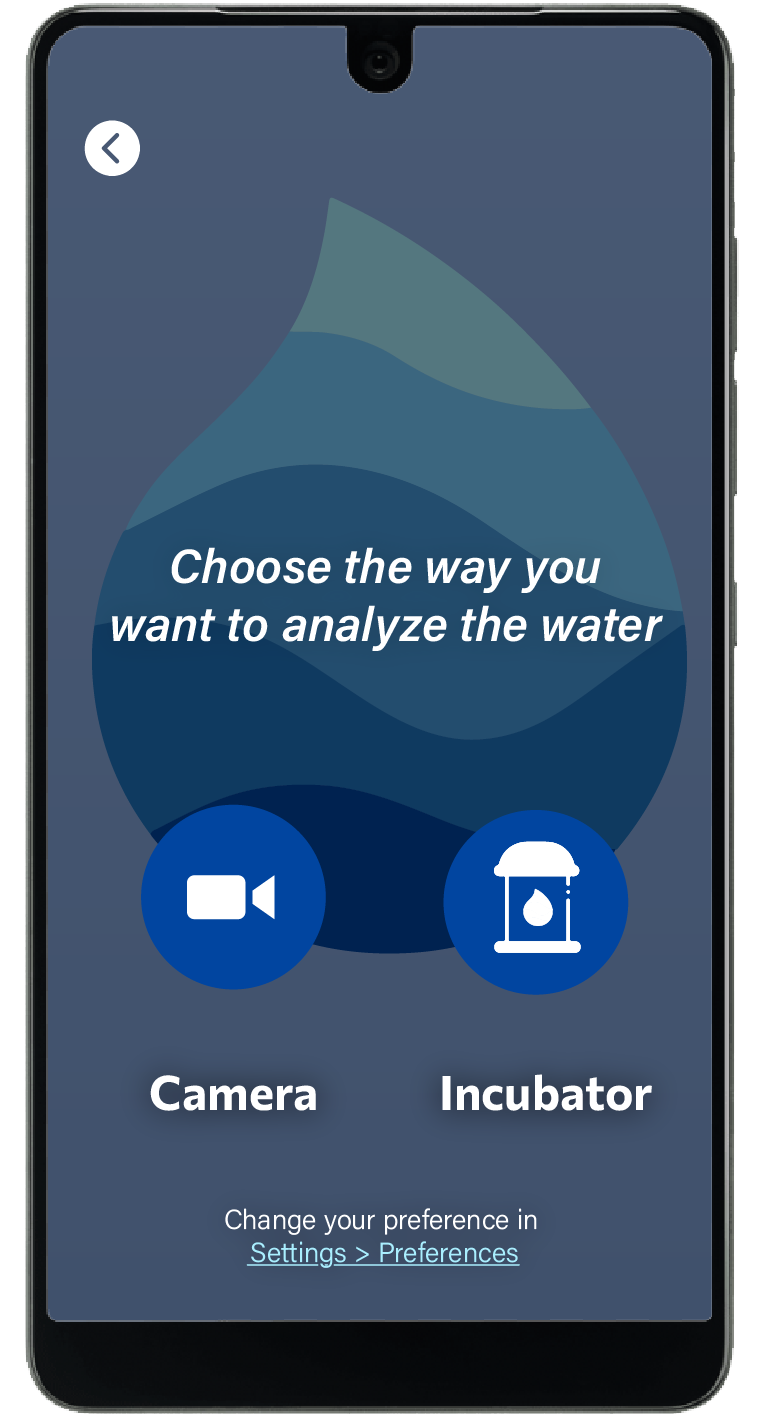 Choose the way you
want to analyze the water
Camera
Incubator
Change your preference in
Settings > Preferences